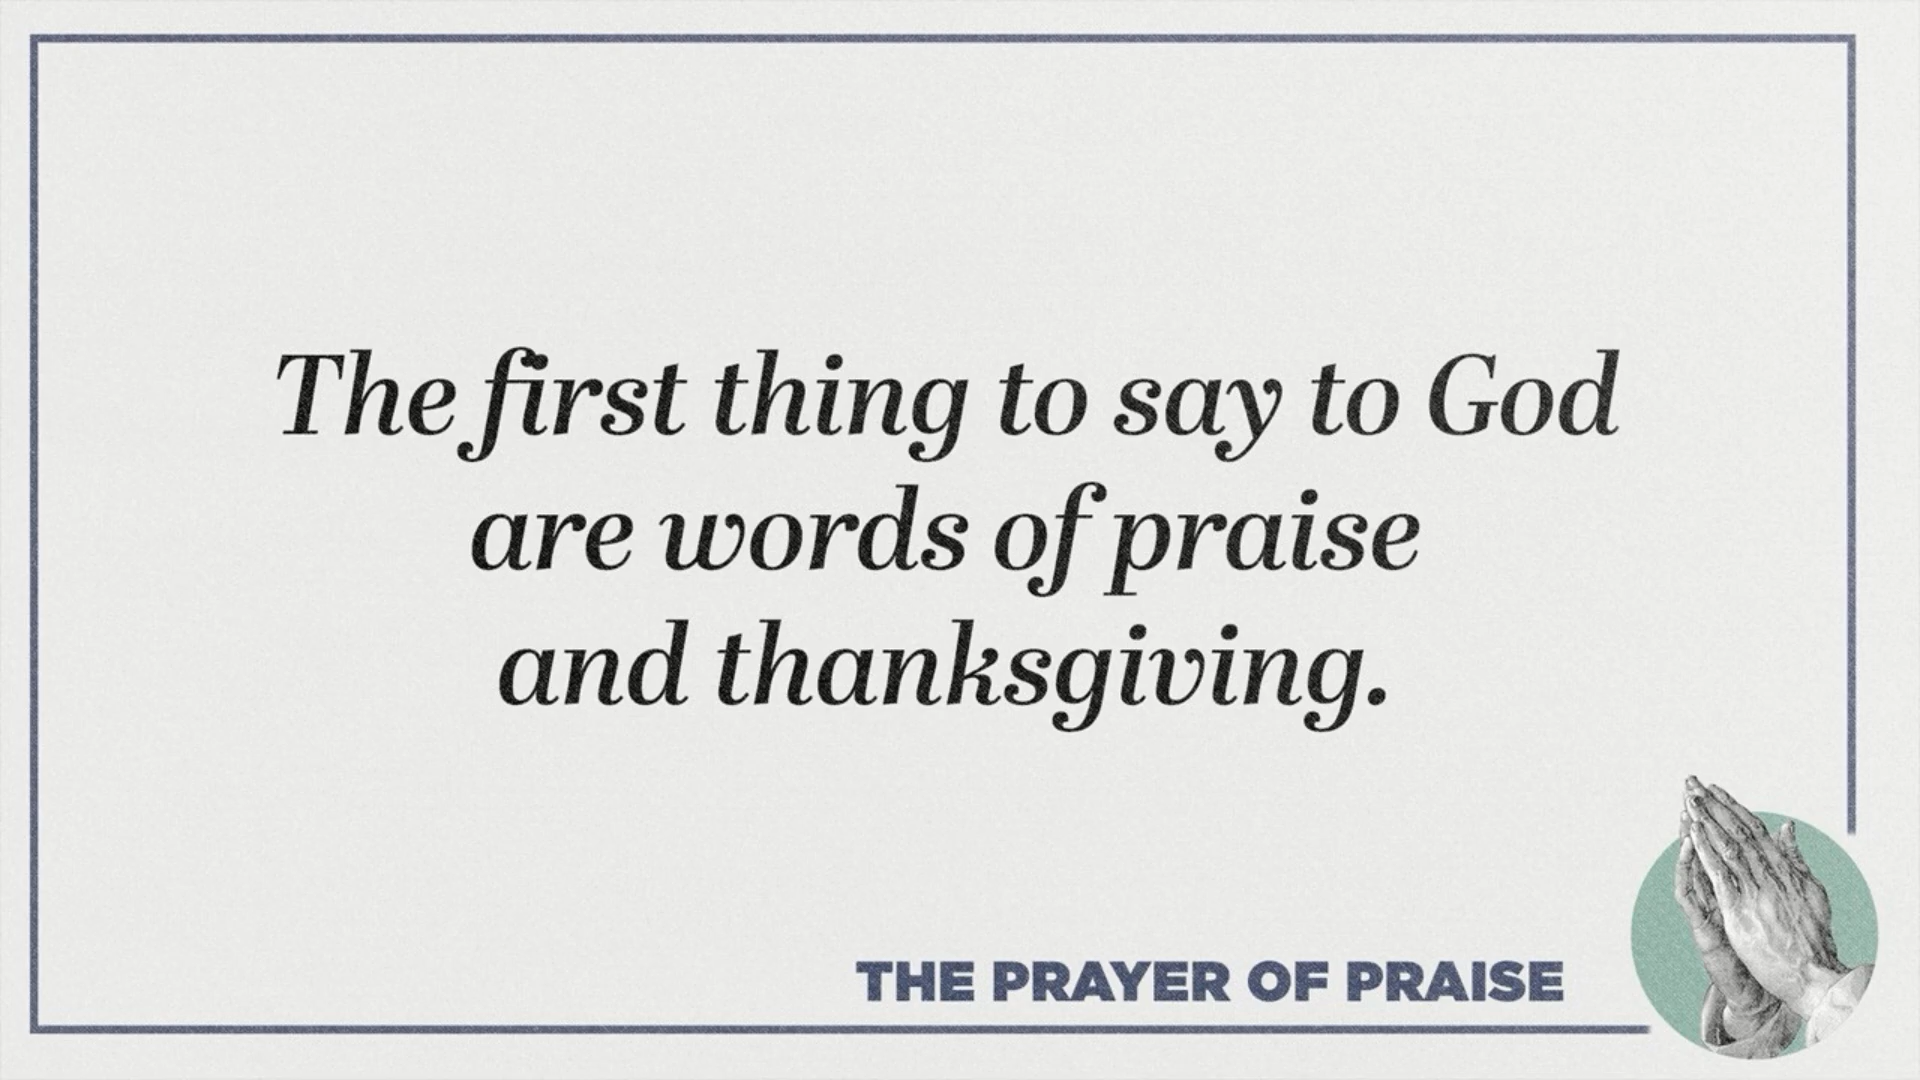 The first thing to say to God
are words of praise
and thanksgiving.
THE PRAYER OF PRAISE